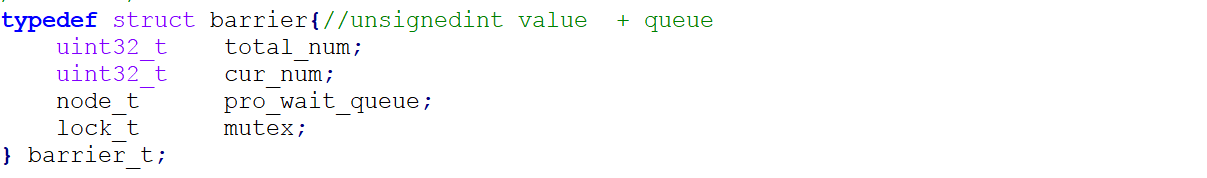 typedef struct barrier{//unsignedint value  + queue
    uint32_t    total_num;
    uint32_t    cur_num;
    node_t      pro_wait_queue;
    lock_t      mutex;
} barrier_t;